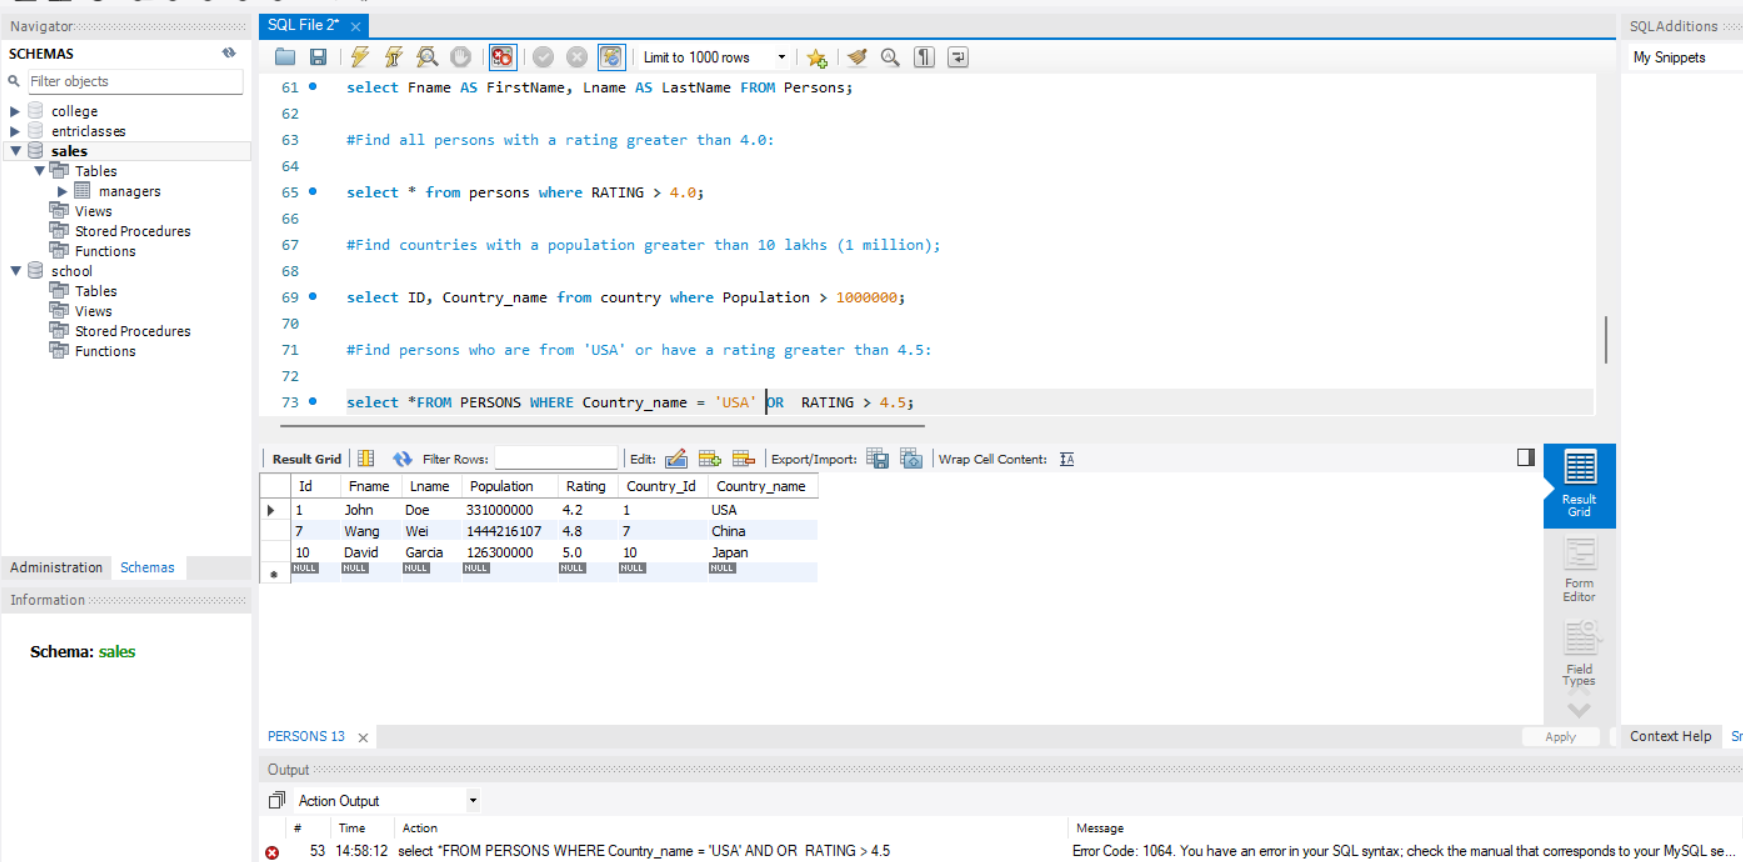 Navigator
SCHEMAS
Filter objects
college
entriclasses
sales
Tables
managers
Views
Stored Procedures
Functions
school
Tables
Views
Stored Procedures
Functions
Administration Schemas
Information
Schema: sales
SQL File 2*
Limit to 1000 rows
61 select Fname AS FirstName, Lname AS LastName FROM Persons;
62
63 #Find all persons with a rating greater than 4.0:
64
65 select * from persons where RATING > 4.0;
66
67 #Find countries with a population greater than 10 lakhs (1 million);
68
69 select ID, Country_name from country where Population > 1000000;
70
71 #Find persons who are from 'USA' or have a rating greater than 4.5:
72
73 select *FROM PERSONS WHERE Country_name = 'USA' OR  RATING > 4.5;
Result Grid Filter Rows: Edit: Export/Import: Wrap Cell Content:
Id Fname Lname Population Rating Country_Id Country_name
1 John Doe 331000000 4.2 1 USA
7 Wang Wei 1444216107 4.8 7 China
10 David Garcia 126300000 5.0 10 Japan
NULL NULL NULL NULL NULL NULL NULL
Result
Grid
Form
Editor
Field
Types
PERSONS 13
Apply
Output
Action Output
# Time Action Message
53 14:58:12 select *FROM PERSONS WHERE Country_name = 'USA' AND OR  RATING > 4.5 Error Code: 1064. You have an error in your SQL syntax; check the manual that corresponds to your MySQL se...
SQLAdditions
My Snippets
Context Help